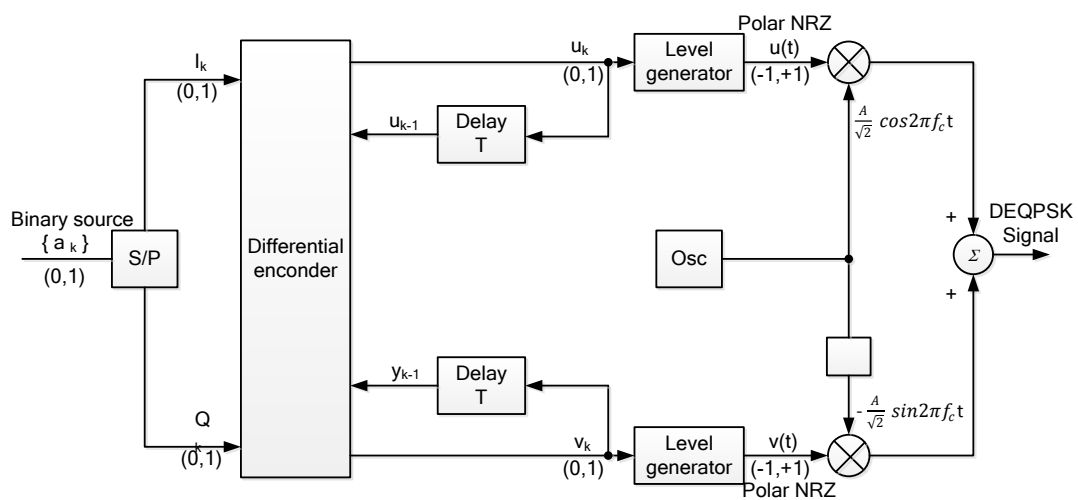 Polar NRZ
I_k
(0,1)
u_k
(0,1)
Level
generator
u(t)
(-1,+1)
u_{k-1}
Delay
T
A/√2 cos2πf_c t
Binary source
{ a_k }
(0,1)
S/P
Differential
enconder
Osc
+
DEQPSK
Signal
Σ
+
y_{k-1}
Delay
T
Q
k
(0,1)
- A/√2 sin2πf_c t
v_k
(0,1)
Level
generator
v(t)
(-1,+1)
Polar NRZ